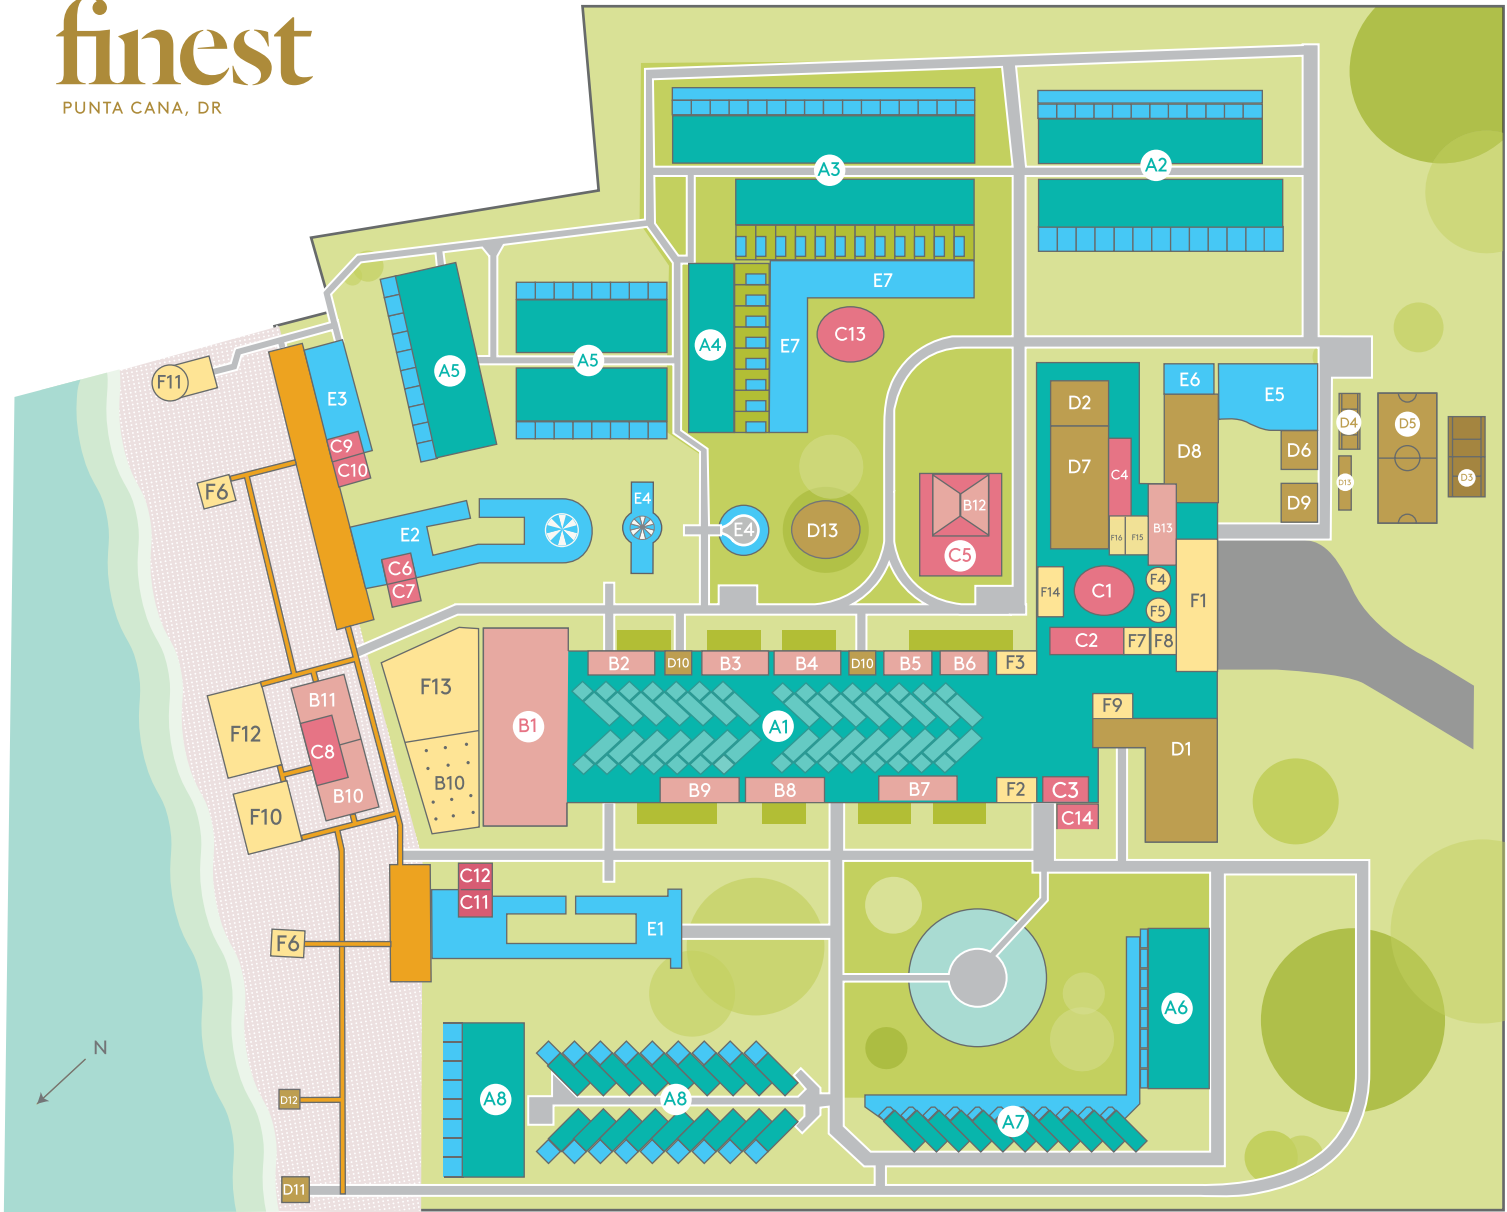 finest
PUNTA CANA, DR
A3
A2
E7
C13
A4
E7
A5
A5
F11
E3
C9
C10
F6
E2
C6
C7
E4
E4
D13
B12
C5
D2
D7
C4
E6
E5
D8
D6
D9
D4
D13
D5
D3
F16
F15
B13
F14
C1
F4
F5
F1
C2
F7
F8
B2
D10
B3
B4
D10
B5
B6
F3
F13
B1
A1
F9
D1
F12
B11
C8
B10
F10
B10
B9
B8
B7
F2
C3
C14
C12
C11
E1
F6
A6
N
D12
A8
A8
A7
D11